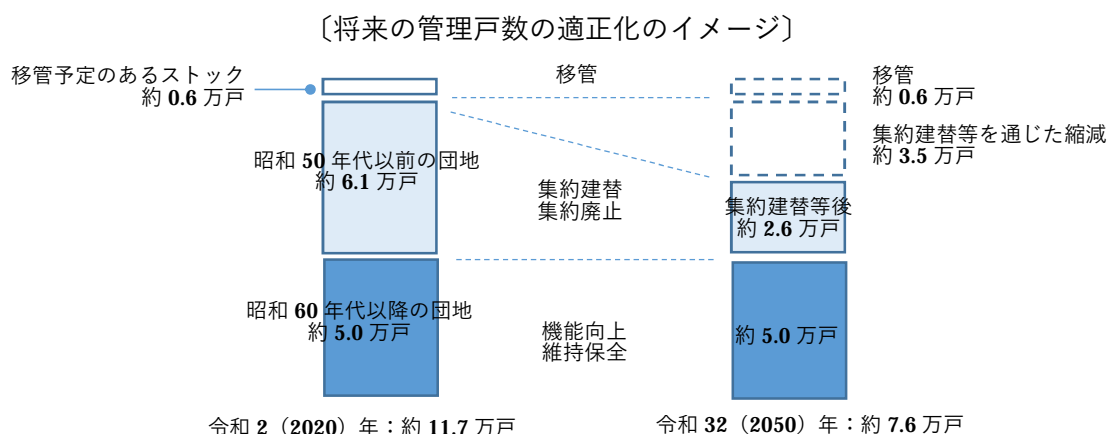 〔将来の管理戸数の適正化のイメージ〕
移管予定のあるストック
約 0.6 万戸
移管
移管
約 0.6 万戸
昭和 50 年代以前の団地
約 6.1 万戸
集約建替
集約廃止
集約建替等を通じた縮減
約 3.5 万戸
集約建替等後
約 2.6 万戸
昭和 60 年代以降の団地
約 5.0 万戸
機能向上
維持保全
約 5.0 万戸
令和 2（2020）年：約 11.7 万戸
令和 32（2050）年：約 7.6 万戸